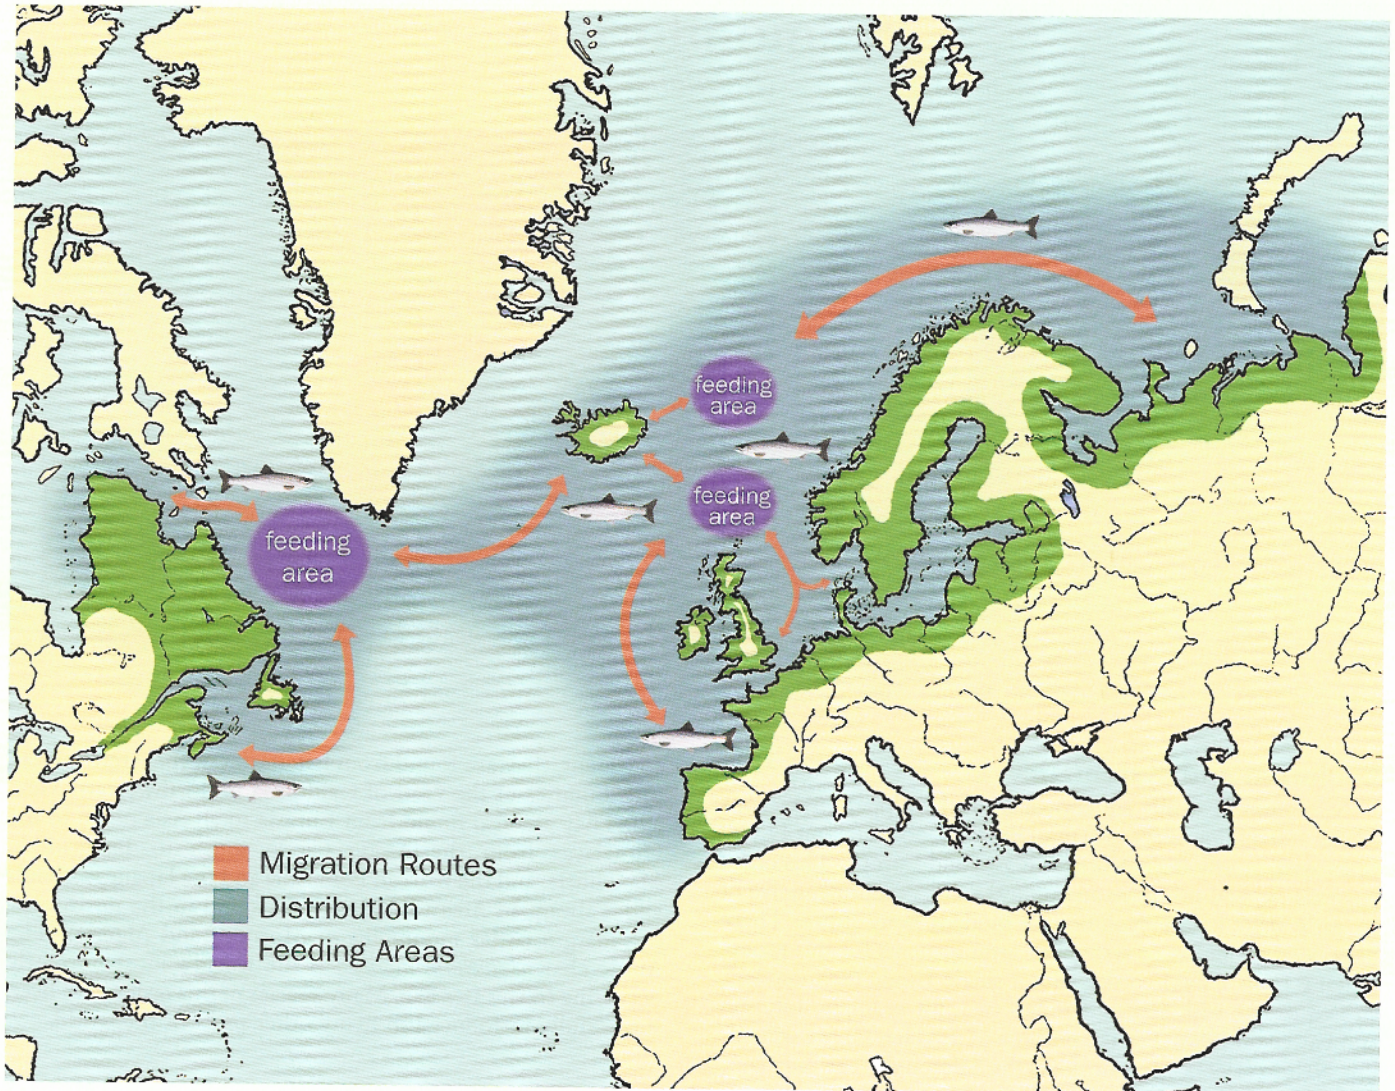 feeding
area
feeding
area
feeding
area
Migration Routes
Distribution
Feeding Areas